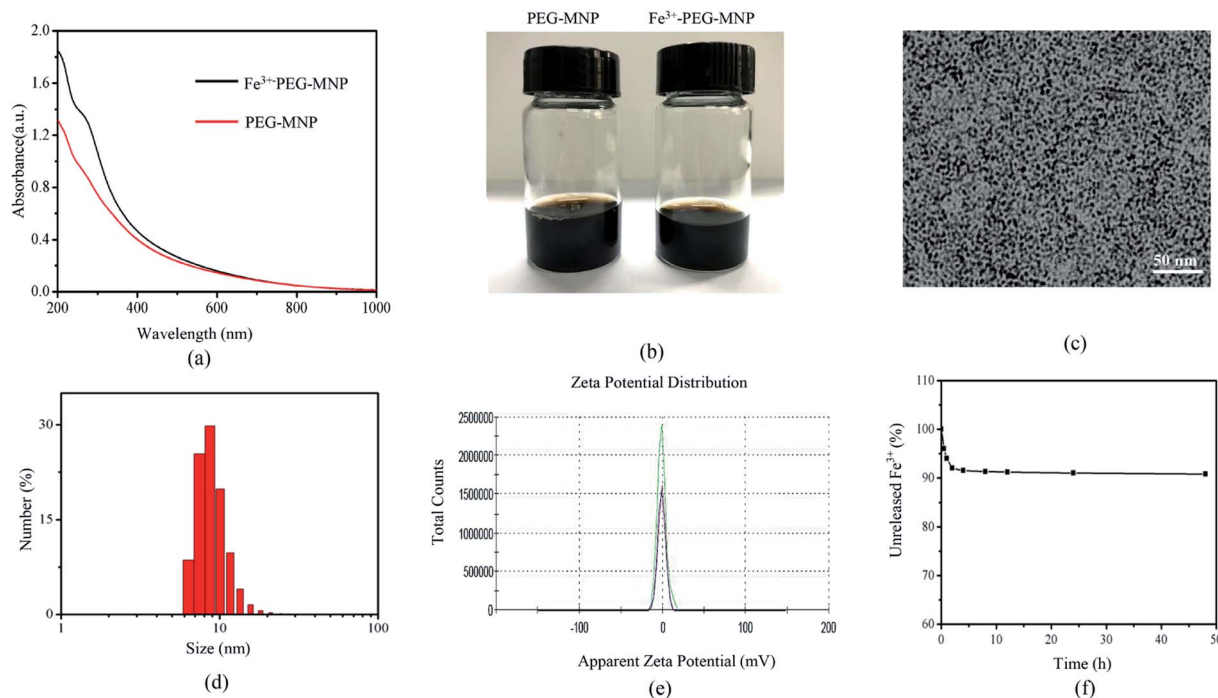 2.0
1.6
1.2
0.8
0.4
0.0
Absorbance(a.u.)
Fe³⁺-PEG-MNP
PEG-MNP
200 400 600 800 1000
Wavelength (nm)
(a)
PEG-MNP Fe³⁺-PEG-MNP
(b)
50 nm
(c)
30
15
0
Number (%)
1 10 100
Size (nm)
(d)
Zeta Potential Distribution
2500000
2000000
1500000
1000000
500000
0
Total Counts
-100 0 100 200
Apparent Zeta Potential (mV)
(e)
110
100
90
80
70
60
Unreleased Fe³⁺ (%)
0 10 20 30 40 50
Time (h)
(f)